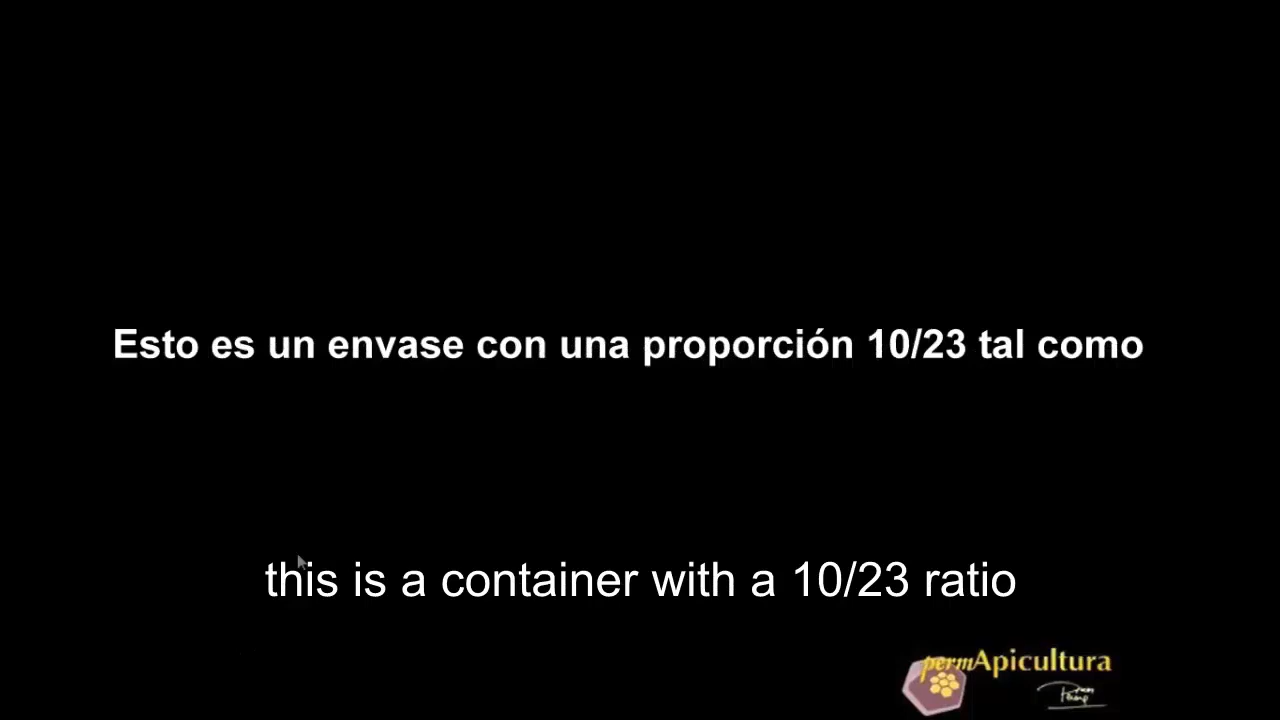 Esto es un envase con una proporción 10/23 tal como
this is a container with a 10/23 ratio
permApicultura